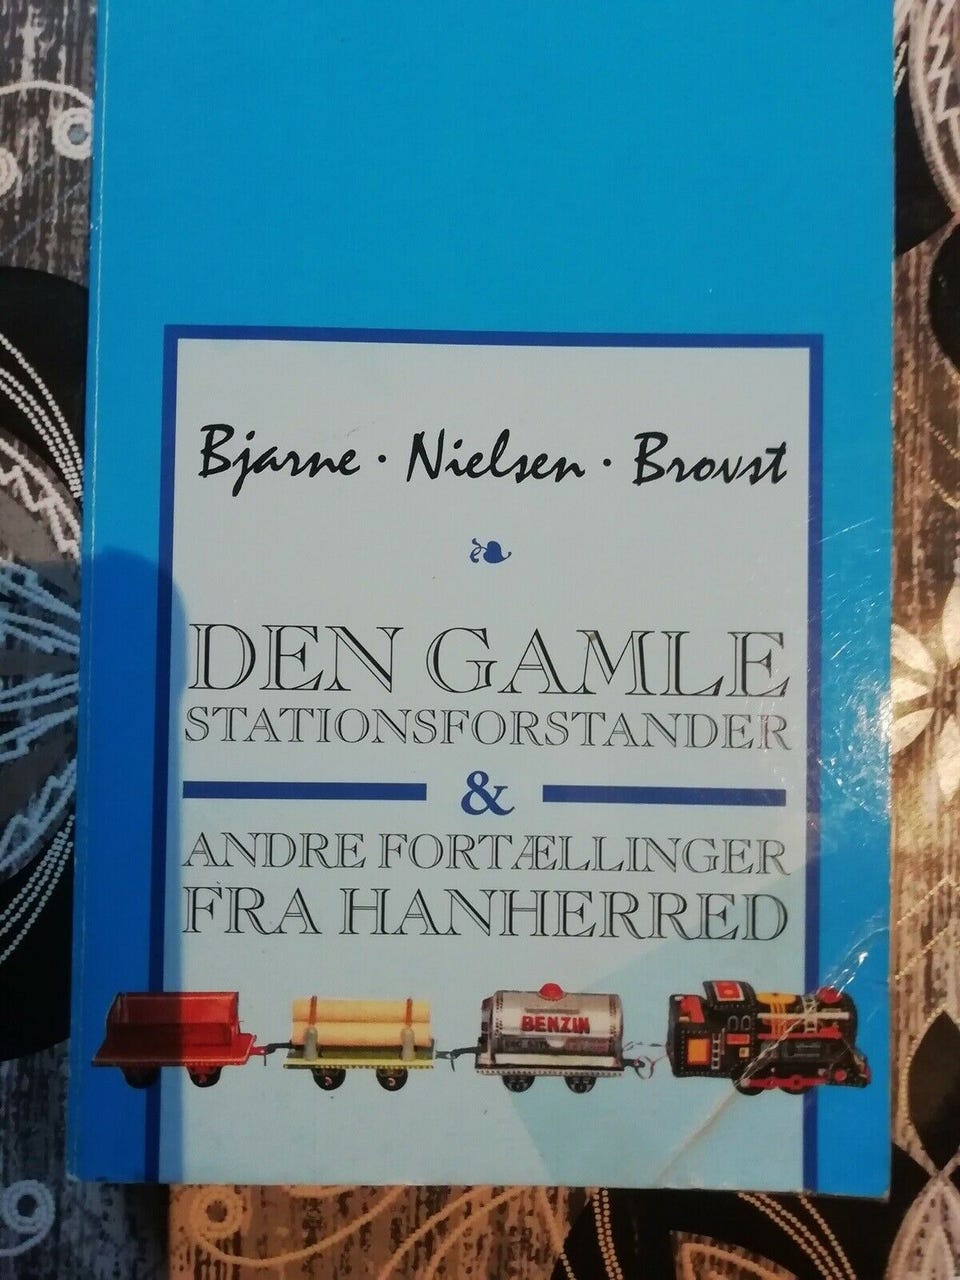 Bjarne · Nielsen · Brovst
DEN GAMLE
STATIONSFORSTANDER
&
ANDRE FORTÆLLINGER
FRA HANHERRED
BENZIN